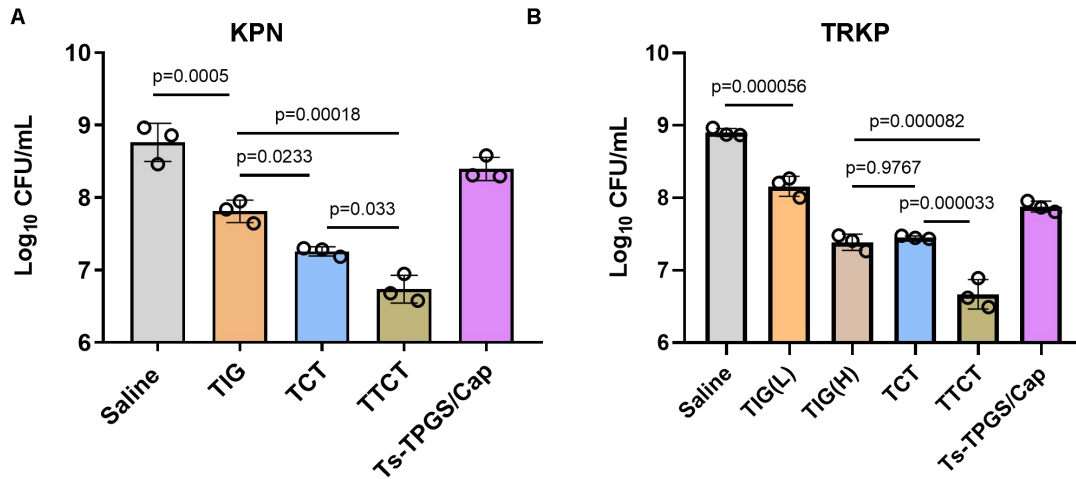 A
KPN
Log10 CFU/mL
10
9
8
7
6
p=0.0005
p=0.00018
p=0.0233
p=0.033
Saline
TIG
TCT
TTCT
Ts-TPGS/Cap
B
TRKP
Log10 CFU/mL
10
9
8
7
6
p=0.000056
p=0.000082
p=0.9767
p=0.000033
Saline
TIG(L)
TIG(H)
TCT
TTCT
Ts-TPGS/Cap